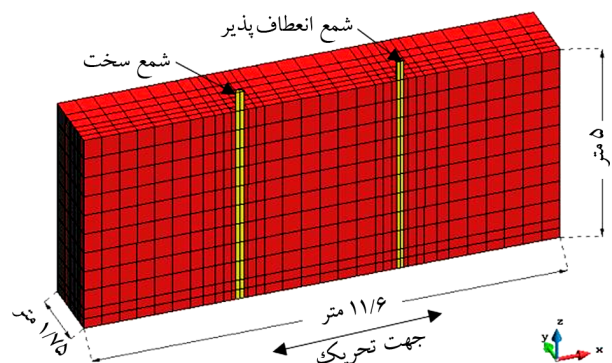 شمع انعطاف پذیر
شمع سخت
۵ متر
۱/۷۵ متر
۱۱/۶ متر
جهت تحریک
z
y
x